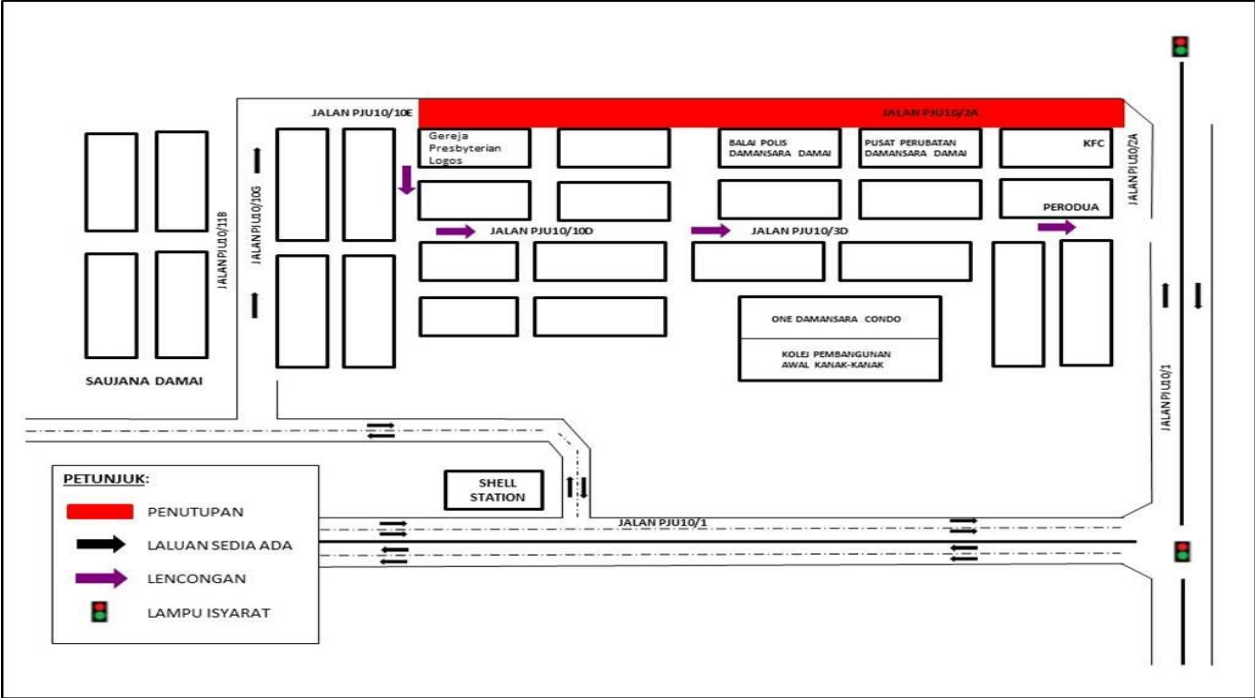 JALAN PJU10/10E
JALAN PJU10/2A
Gereja
Presbyterian
Logos
BALAI POLIS
DAMANSARA DAMAI
PUSAT PERUBATAN
DAMANSARA DAMAI
KFC
JALAN PJU10/2A
JALAN PJU10/11B
JALAN PJU10/10G
PERODUA
JALAN PJU10/10D
JALAN PJU10/3D
ONE DAMANSARA CONDO
KOLEJ PEMBANGUNAN
AWAL KANAK-KANAK
SAUJANA DAMAI
JALAN PJU10/1
SHELL
STATION
JALAN PJU10/1
PETUNJUK:
PENUTUPAN
LALUAN SEDIA ADA
LENCONGAN
LAMPU ISYARAT